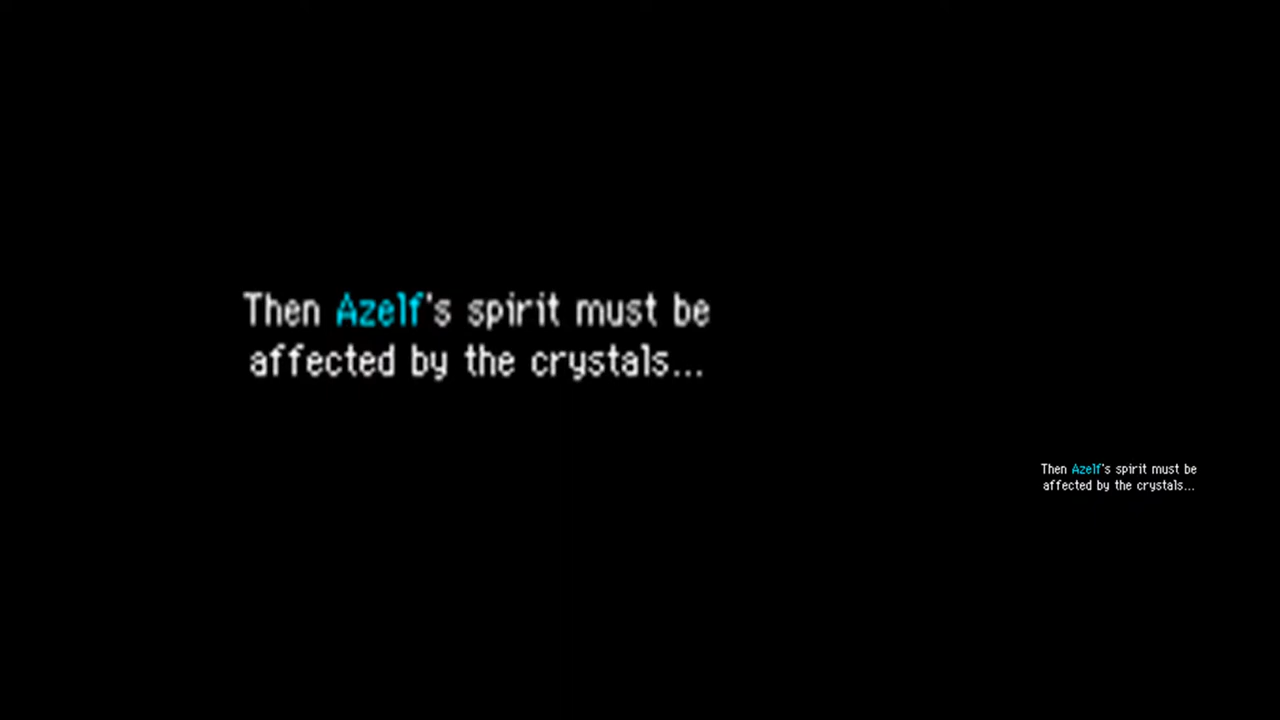 Then Azelf's spirit must be
affected by the crystals...
Then Azelf's spirit must be
affected by the crystals...